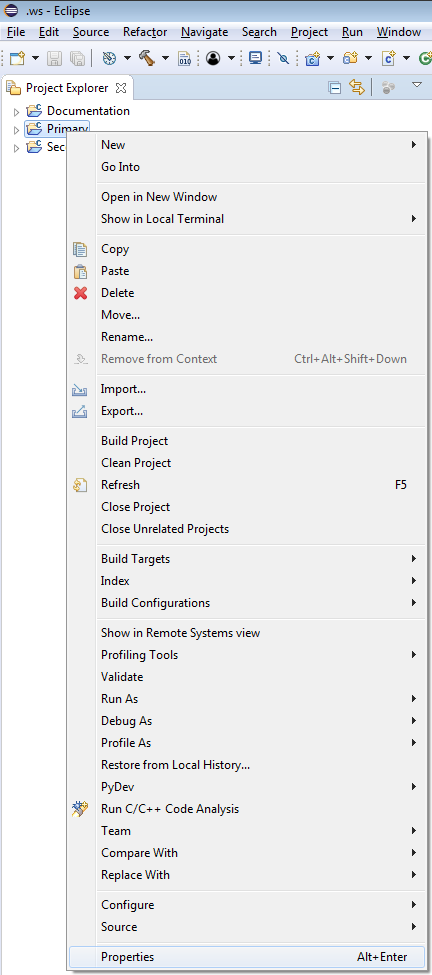 .ws - Eclipse
File Edit Source Refactor Navigate Search Project Run Window
010
Project Explorer
Documentation
Primary
Sec
New
Go Into
Open in New Window
Show in Local Terminal
Copy
Paste
Delete
Move...
Rename...
Remove from Context Ctrl+Alt+Shift+Down
Import...
Export...
Build Project
Clean Project
Refresh F5
Close Project
Close Unrelated Projects
Build Targets
Index
Build Configurations
Show in Remote Systems view
Profiling Tools
Validate
Run As
Debug As
Profile As
Restore from Local History...
PyDev
Run C/C++ Code Analysis
Team
Compare With
Replace With
Configure
Source
Properties Alt+Enter